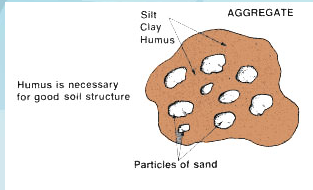 AGGREGATE
Silt
Clay
Humus
Humus is necessary
for good soil structure
Particles of sand